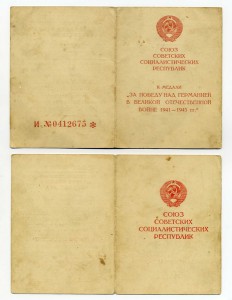 СОЮЗ
СОВЕТСКИХ
СОЦИАЛИСТИЧЕСКИХ
РЕСПУБЛИК
К МЕДАЛИ
"ЗА ПОБЕДУ НАД ГЕРМАНИЕЙ
В ВЕЛИКОЙ ОТЕЧЕСТВЕННОЙ
ВОЙНЕ 1941—1945 гг."
И. №0412675 ✻
СОЮЗ
СОВЕТСКИХ
СОЦИАЛИСТИЧЕСКИХ
РЕСПУБЛИК